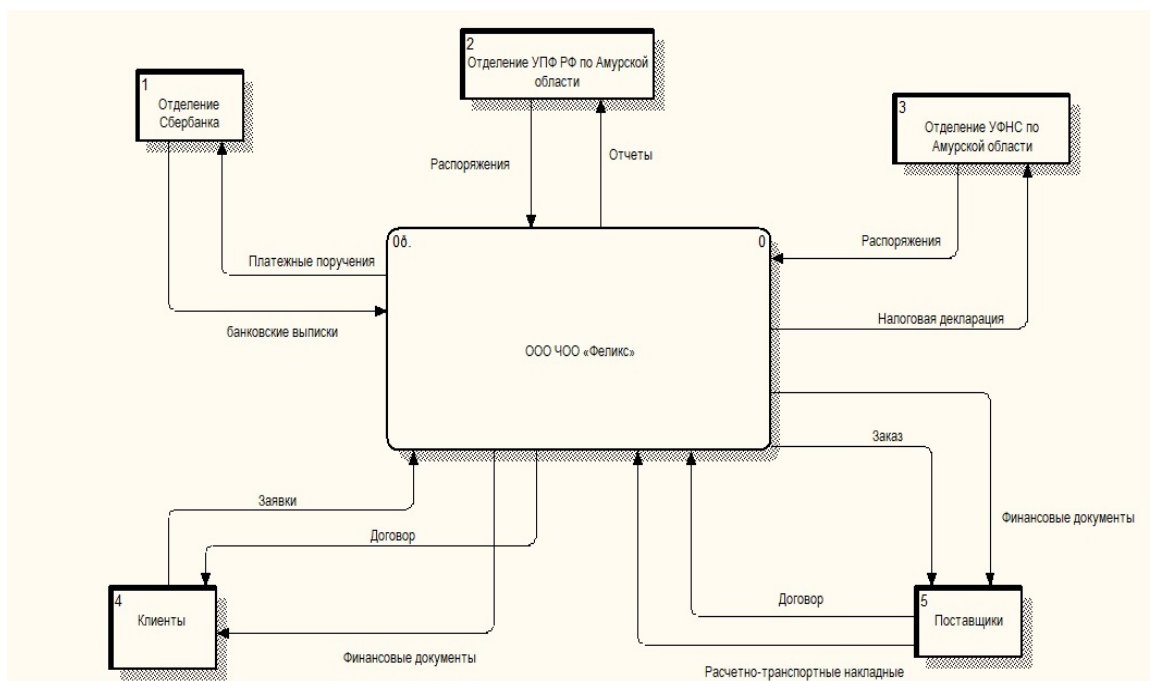 2
Отделение УПФ РФ по Амурской
области
1
Отделение
Сбербанка
3
Отделение УФНС по
Амурской области
Распоряжения
Отчеты
0ð.
0
Распоряжения
Платежные поручения
банковские выписки
Налоговая декларация
ООО ЧОО «Феликс»
Заказ
Заявки
Финансовые документы
Договор
4
Клиенты
Договор
5
Поставщики
Финансовые документы
Расчетно-транспортные накладные